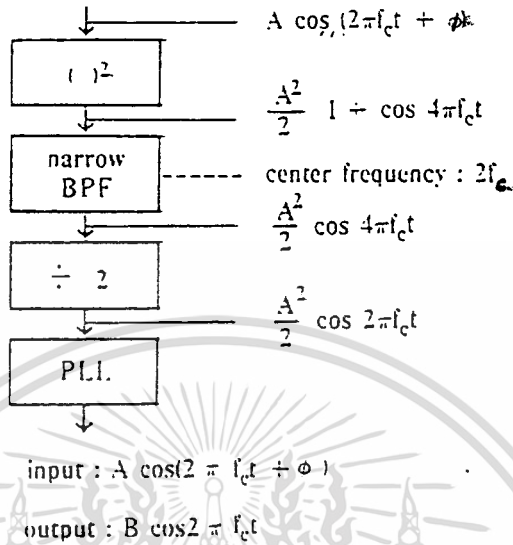 A cos (2πf_ct + ϕ)
( )²
A²/2 1 + cos 4πf_ct
narrow
BPF
center frequency : 2f_c
A²/2 cos 4πf_ct
÷ 2
A²/2 cos 2πf_ct
PLL
input : A cos(2 π f_ct + ϕ)
output : B cos2 π f_ct